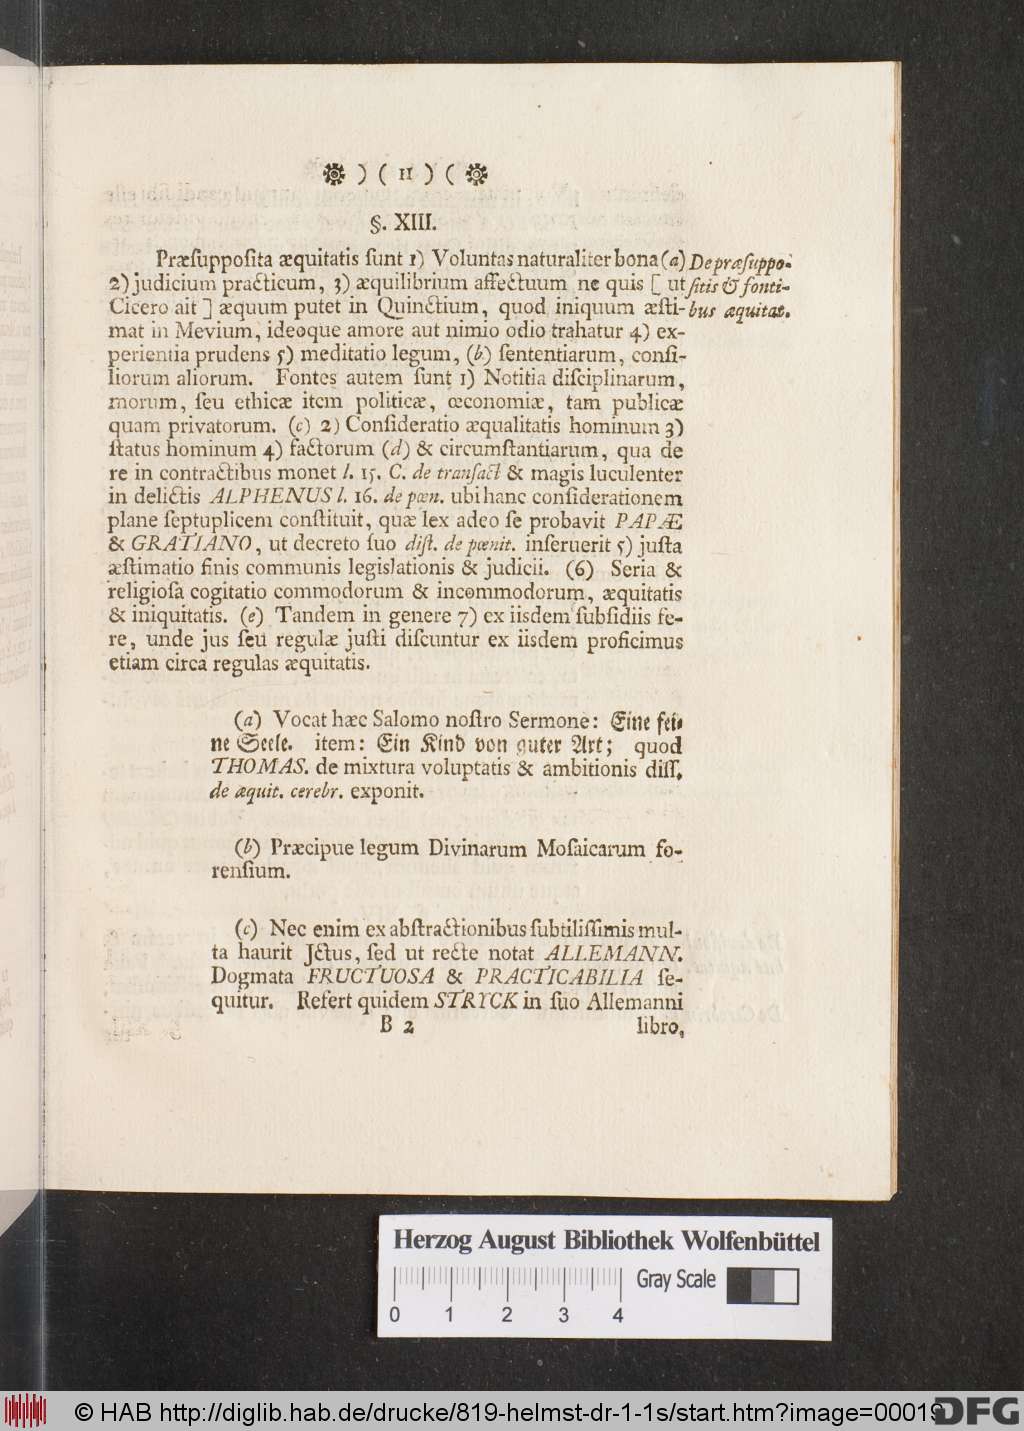 ) ( 11 ) (
§. XIII.
Præſuppoſita æquitatis ſunt 1) Voluntas naturaliter bona (a)
2) judicium practicum, 3) æquilibrium affectuum ne quis [ ut
Cicero ait ] æquum putet in Quinctium, quod iniquum æſti-
mat in Mevium, ideoque amore aut nimio odio trahatur 4) ex-
perientia prudens 5) meditatio legum, (b) ſententiarum, conſi-
liorum aliorum. Fontes autem ſunt 1) Notitia diſciplinarum,
morum, ſeu ethicæ item politicæ, œconomiæ, tam publicæ
quam privatorum. (c) 2) Conſideratio æqualitatis hominum 3)
ſtatus hominum 4) factorum (d) & circumſtantiarum, qua de
re in contractibus monet l. 15. C. de tranſact & magis luculenter
in delictis ALPHENUS l. 16. de pœn. ubi hanc conſiderationem
plane ſeptuplicem conſtituit, quæ lex adeo ſe probavit PAPÆ
& GRATIANO, ut decreto ſuo diſt. de pœnit. inſeruerit 5) juſta
æſtimatio finis communis legislationis & judicii. (6) Seria &
religioſa cogitatio commodorum & incommodorum, æquitatis
& iniquitatis. (e) Tandem in genere 7) ex iisdem ſubſidiis fe-
re, unde jus ſeu regulæ juſti diſcuntur ex iisdem proficimus
etiam circa regulas æquitatis.
De præſuppo-
ſitis & fonti-
bus æquitat.
(a) Vocat hæc Salomo noſtro Sermone: Eine fei-
ne Seele. item: Ein Kind von guter Art; quod
THOMAS. de mixtura voluptatis & ambitionis diſſ.
de æquit. cerebr. exponit.
(b) Præcipue legum Divinarum Moſaicarum fo-
renſium.
(c) Nec enim ex abſtractionibus ſubtiliſſimis mul-
ta haurit Jctus, ſed ut recte notat ALLEMANN.
Dogmata FRUCTUOSA & PRACTICABILIA ſe-
quitur. Refert quidem STRYCK in ſuo Allemanni
B 2 libro,
Herzog August Bibliothek Wolfenbüttel
Gray Scale
0 1 2 3 4
© HAB http://diglib.hab.de/drucke/819-helmst-dr-1-1s/start.htm?image=00019
DFG